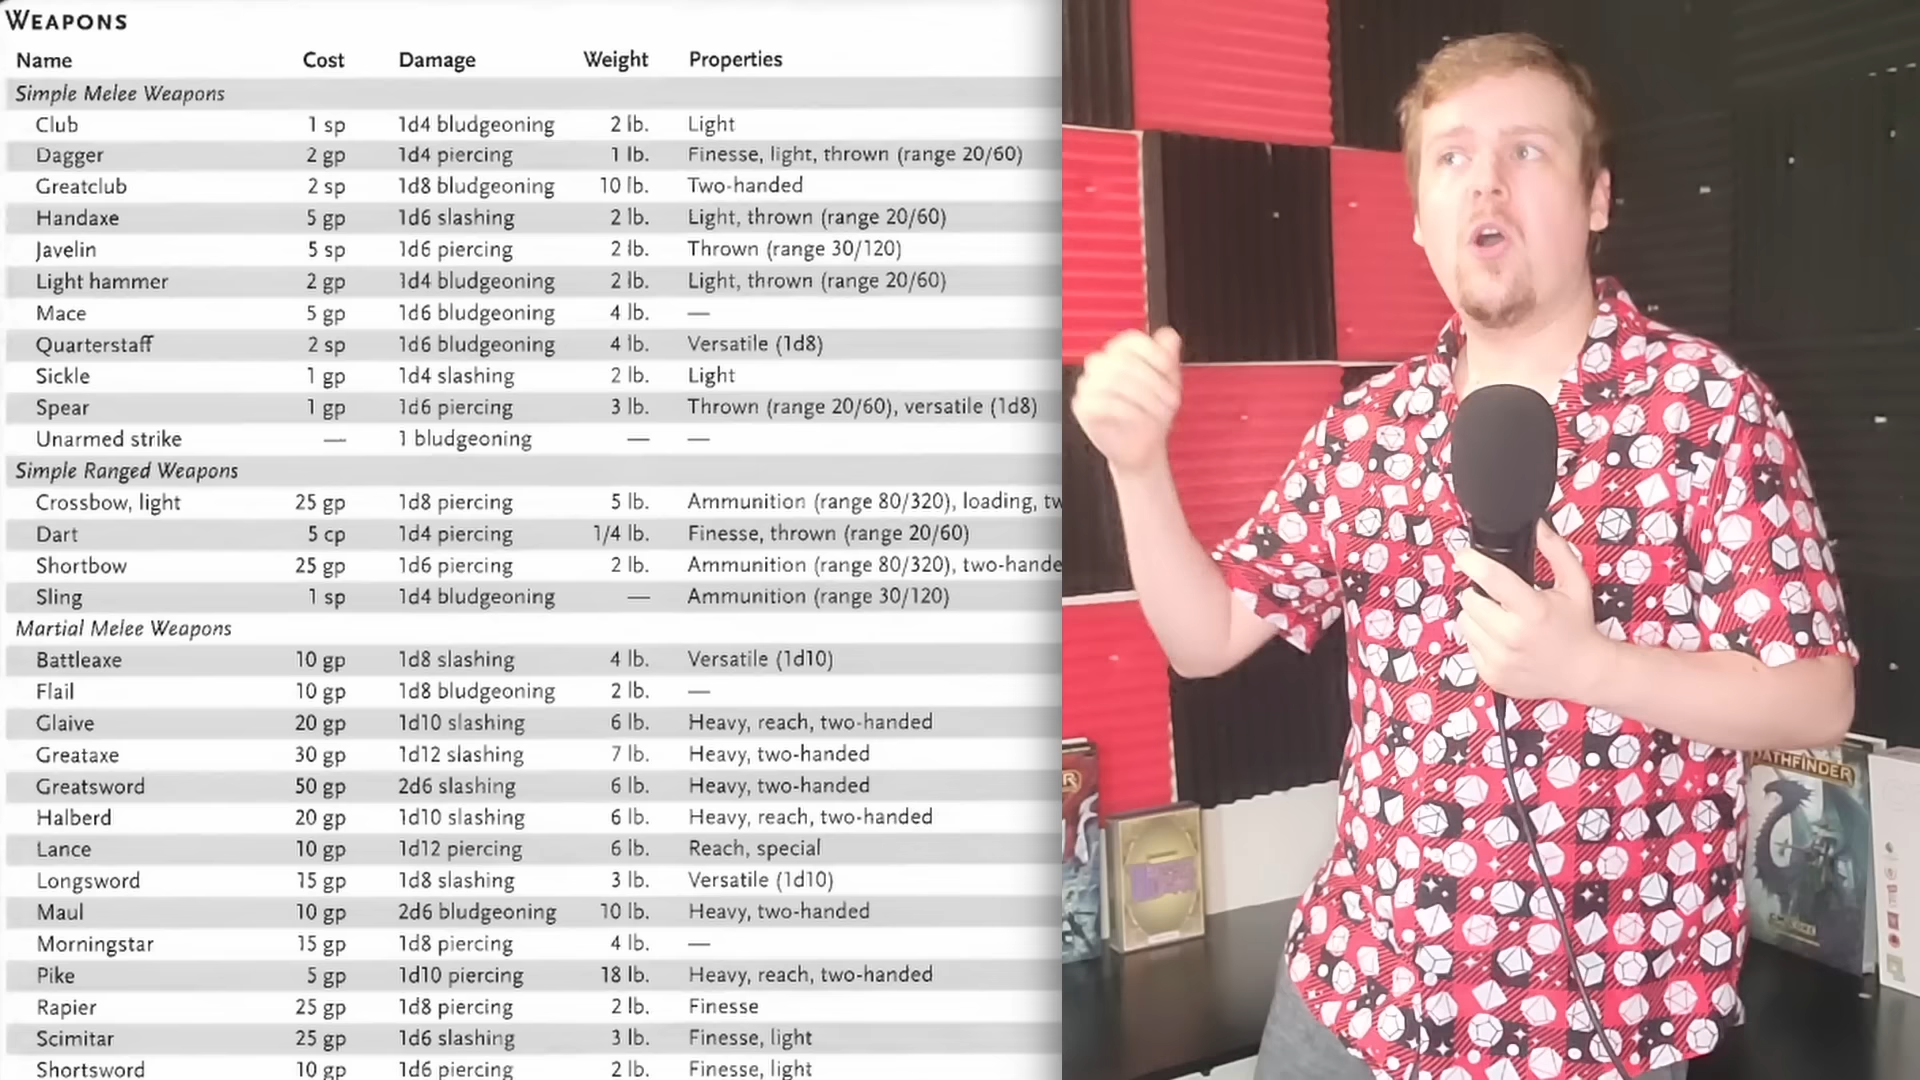 WEAPONS
Name Cost Damage Weight Properties
Simple Melee Weapons
Club 1 sp 1d4 bludgeoning 2 lb. Light
Dagger 2 gp 1d4 piercing 1 lb. Finesse, light, thrown (range 20/60)
Greatclub 2 sp 1d8 bludgeoning 10 lb. Two-handed
Handaxe 5 gp 1d6 slashing 2 lb. Light, thrown (range 20/60)
Javelin 5 sp 1d6 piercing 2 lb. Thrown (range 30/120)
Light hammer 2 gp 1d4 bludgeoning 2 lb. Light, thrown (range 20/60)
Mace 5 gp 1d6 bludgeoning 4 lb. —
Quarterstaff 2 sp 1d6 bludgeoning 4 lb. Versatile (1d8)
Sickle 1 gp 1d4 slashing 2 lb. Light
Spear 1 gp 1d6 piercing 3 lb. Thrown (range 20/60), versatile (1d8)
Unarmed strike — 1 bludgeoning — —
Simple Ranged Weapons
Crossbow, light 25 gp 1d8 piercing 5 lb. Ammunition (range 80/320), loading, tw
Dart 5 cp 1d4 piercing 1/4 lb. Finesse, thrown (range 20/60)
Shortbow 25 gp 1d6 piercing 2 lb. Ammunition (range 80/320), two-hande
Sling 1 sp 1d4 bludgeoning — Ammunition (range 30/120)
Martial Melee Weapons
Battleaxe 10 gp 1d8 slashing 4 lb. Versatile (1d10)
Flail 10 gp 1d8 bludgeoning 2 lb. —
Glaive 20 gp 1d10 slashing 6 lb. Heavy, reach, two-handed
Greataxe 30 gp 1d12 slashing 7 lb. Heavy, two-handed
Greatsword 50 gp 2d6 slashing 6 lb. Heavy, two-handed
Halberd 20 gp 1d10 slashing 6 lb. Heavy, reach, two-handed
Lance 10 gp 1d12 piercing 6 lb. Reach, special
Longsword 15 gp 1d8 slashing 3 lb. Versatile (1d10)
Maul 10 gp 2d6 bludgeoning 10 lb. Heavy, two-handed
Morningstar 15 gp 1d8 piercing 4 lb. —
Pike 5 gp 1d10 piercing 18 lb. Heavy, reach, two-handed
Rapier 25 gp 1d8 piercing 2 lb. Finesse
Scimitar 25 gp 1d6 slashing 3 lb. Finesse, light
Shortsword 10 gp 1d6 piercing 2 lb. Finesse, light
PATHFINDER